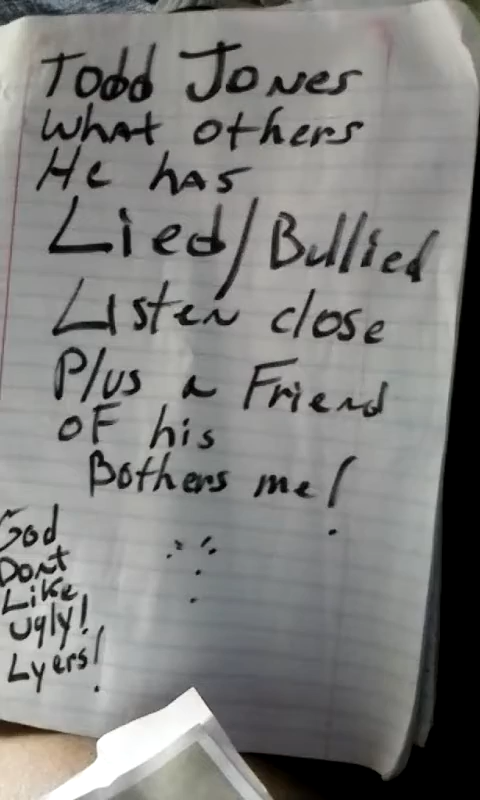 Todd Jones
What others
He has
Lied/Bullied
Listen close
Plus a Friend
OF his
Bothers me!
God
Dont
Like
Ugly!
Lyers!